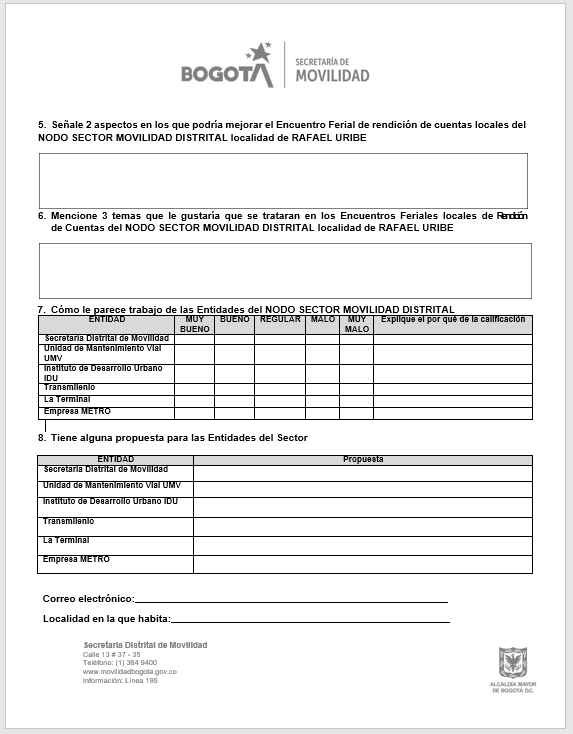 BOGOTÁ
SECRETARÍA DE
MOVILIDAD
5. Señale 2 aspectos en los que podría mejorar el Encuentro Ferial de rendición de cuentas locales del
NODO SECTOR MOVILIDAD DISTRITAL localidad de RAFAEL URIBE
6. Mencione 3 temas que le gustaría que se trataran en los Encuentros Feriales locales de Rendición
de Cuentas del NODO SECTOR MOVILIDAD DISTRITAL localidad de RAFAEL URIBE
7. Cómo le parece trabajo de las Entidades del NODO SECTOR MOVILIDAD DISTRITAL
ENTIDAD MUY BUENO BUENO REGULAR MALO MUY MALO Explique el por qué de la calificación
Secretaría Distrital de Movilidad
Unidad de Mantenimiento Vial
UMV
Instituto de Desarrollo Urbano
IDU
Transmilenio
La Terminal
Empresa METRO
8. Tiene alguna propuesta para las Entidades del Sector
ENTIDAD Propuesta
Secretaría Distrital de Movilidad
Unidad de Mantenimiento Vial UMV
Instituto de Desarrollo Urbano IDU
Transmilenio
La Terminal
Empresa METRO
Correo electrónico:
Localidad en la que habita:
Secretaría Distrital de Movilidad
Calle 13 # 37 - 35
Teléfono: (1) 364 9400
www.movilidadbogota.gov.co
Información: Línea 195
ALCALDÍA MAYOR
DE BOGOTÁ D.C.